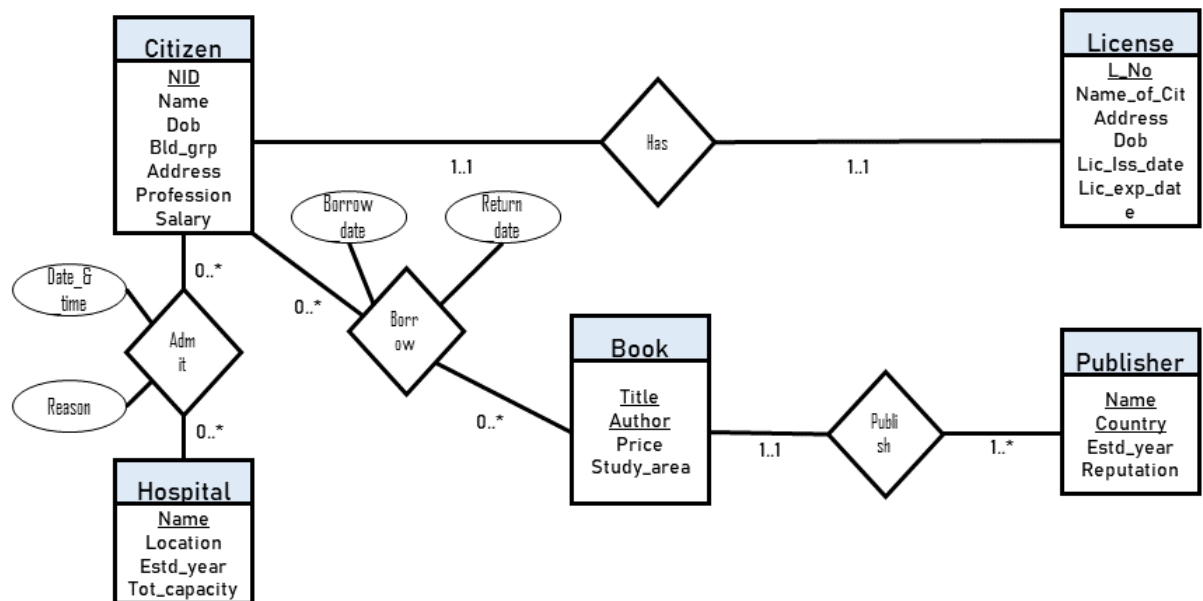 Citizen
NID
Name
Dob
Bld_grp
Address
Profession
Salary
License
L_No
Name_of_Cit
Address
Dob
Lic_Iss_date
Lic_exp_dat
e
Has
1..1
1..1
Borrow
date
Return
date
Date_&
time
Reason
0..*
Adm
it
0..*
0..*
Borr
ow
0..*
Hospital
Name
Location
Estd_year
Tot_capacity
Book
Title
Author
Price
Study_area
1..1
Publi
sh
1..*
Publisher
Name
Country
Estd_year
Reputation